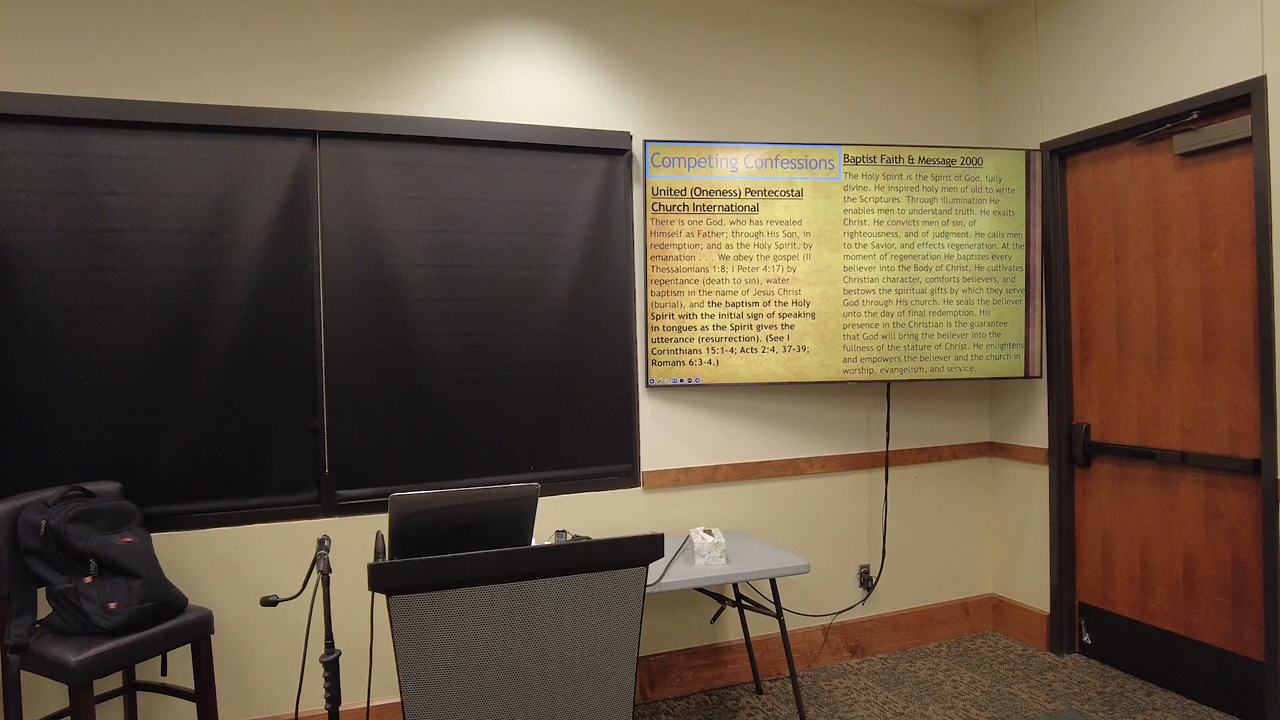 Competing Confessions
United (Oneness) Pentecostal
Church International
There is one God, who has revealed
Himself as Father; through His Son, in
redemption; and as the Holy Spirit, by
emanation . . . We obey the gospel (II
Thessalonians 1:8; I Peter 4:17) by
repentance (death to sin), water
baptism in the name of Jesus Christ
(burial), and the baptism of the Holy
Spirit with the initial sign of speaking
in tongues as the Spirit gives the
utterance (resurrection). (See I
Corinthians 15:1-4; Acts 2:4, 37-39;
Romans 6:3-4.)
Baptist Faith & Message 2000
The Holy Spirit is the Spirit of God, fully
divine. He inspired holy men of old to write
the Scriptures. Through illumination He
enables men to understand truth. He exalts
Christ. He convicts men of sin, of
righteousness, and of judgment. He calls men
to the Savior, and effects regeneration. At the
moment of regeneration He baptizes every
believer into the Body of Christ. He cultivates
Christian character, comforts believers, and
bestows the spiritual gifts by which they serve
God through His church. He seals the believer
unto the day of final redemption. His
presence in the Christian is the guarantee
that God will bring the believer into the
fullness of the stature of Christ. He enlightens
and empowers the believer and the church in
worship, evangelism, and service.